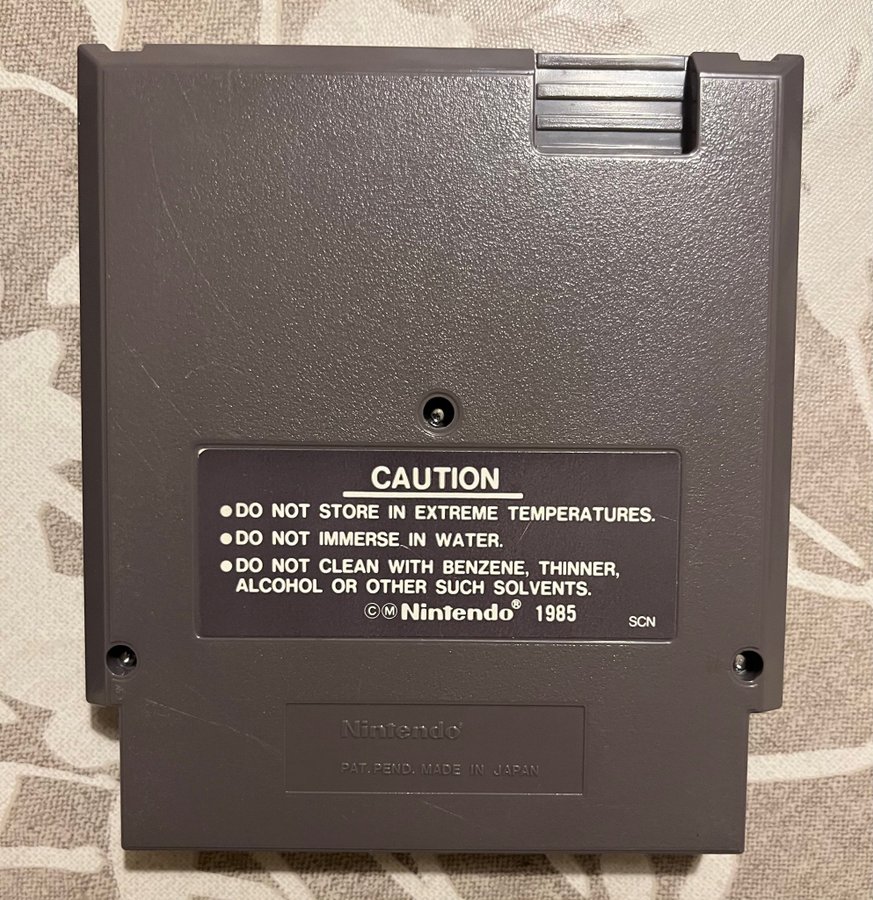 CAUTION
●DO NOT STORE IN EXTREME TEMPERATURES.
●DO NOT IMMERSE IN WATER.
●DO NOT CLEAN WITH BENZENE, THINNER,
ALCOHOL OR OTHER SUCH SOLVENTS.
ⒸⓂ Nintendo® 1985 SCN
Nintendo®
PAT. PEND. MADE IN JAPAN